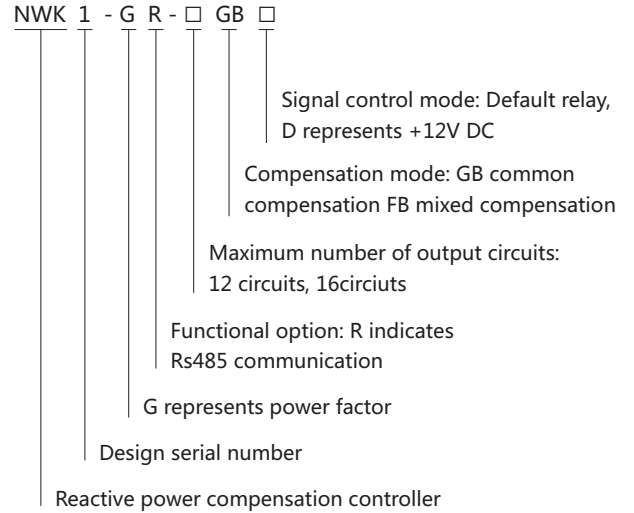 NWK 1 - G R - □ GB □
Signal control mode: Default relay,
D represents +12V DC
Compensation mode: GB common
compensation FB mixed compensation
Maximum number of output circuits:
12 circuits, 16circiuts
Functional option: R indicates
Rs485 communication
G represents power factor
Design serial number
Reactive power compensation controller